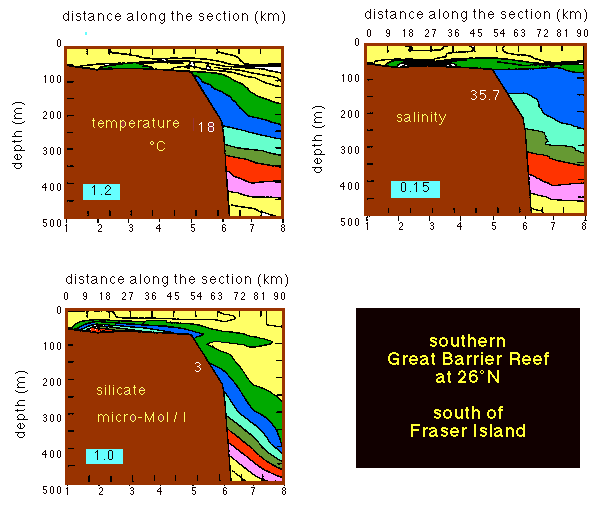 distance along the section (km)
distance along the section (km)
0 9 18 27 36 45 54 63 72 81 90
0
100
200
300
400
500
depth (m)
temperature
°C
18
1.2
1 2 3 4 5 6 7 8
0
100
200
300
400
500
depth (m)
35.7
salinity
0.15
1 2 3 4 5 6 7 8
distance along the section (km)
0 9 18 27 36 45 54 63 72 81 90
0
100
200
300
400
500
depth (m)
3
silicate
micro-Mol / l
1.0
1 2 3 4 5 6 7 8
southern
Great Barrier Reef
at 26°N
south of
Fraser Island